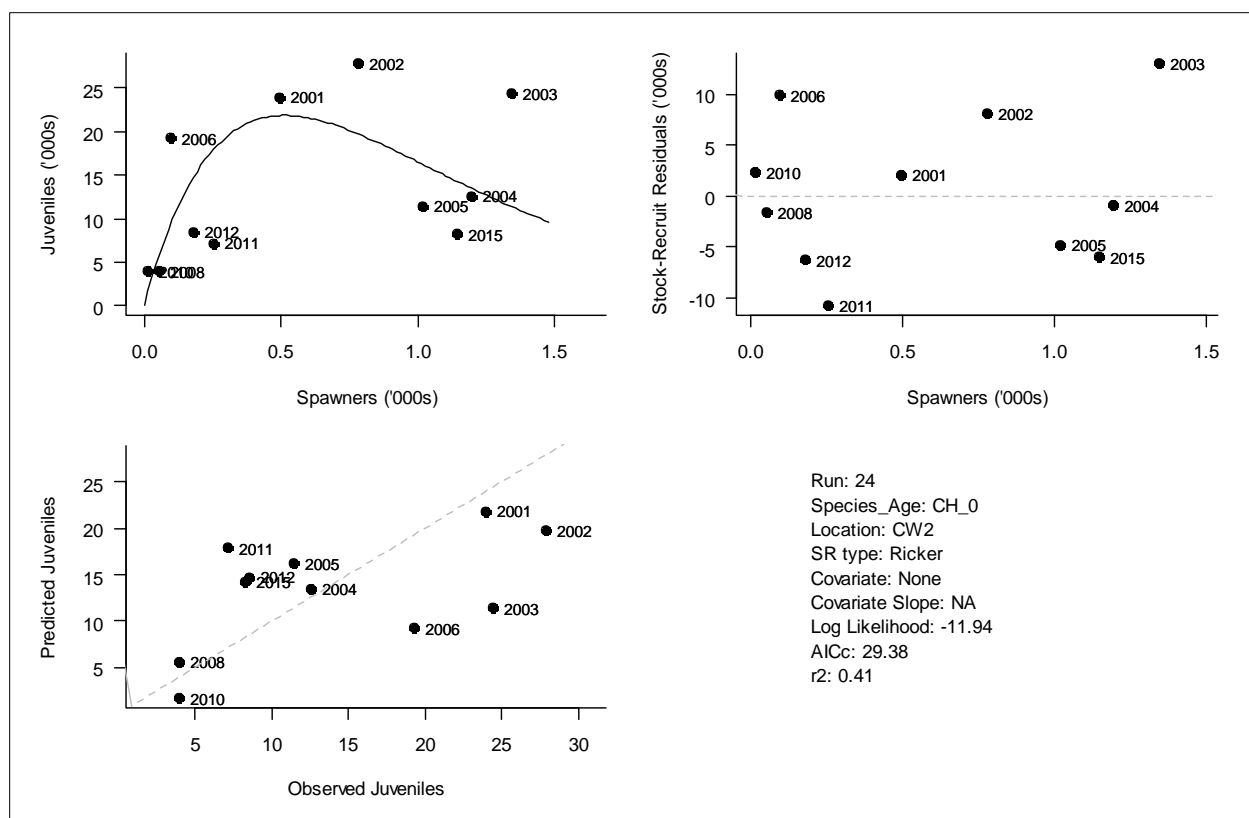 Juveniles ('000s)
25
20
15
10
5
0
2002
2001
2003
2006
2004
2005
2012
2011
2015
2010
2008
0.0 0.5 1.0 1.5
Spawners ('000s)
Stock-Recruit Residuals ('000s)
10
5
0
-5
-10
2003
2006
2002
2010
2001
2008
2004
2005
2012
2015
2011
0.0 0.5 1.0 1.5
Spawners ('000s)
Predicted Juveniles
25
20
15
10
5
2001
2002
2011
2005
2012
2015
2004
2003
2006
2008
2010
5 10 15 20 25 30
Observed Juveniles
Run: 24
Species_Age: CH_0
Location: CW2
SR type: Ricker
Covariate: None
Covariate Slope: NA
Log Likelihood: -11.94
AICc: 29.38
r2: 0.41